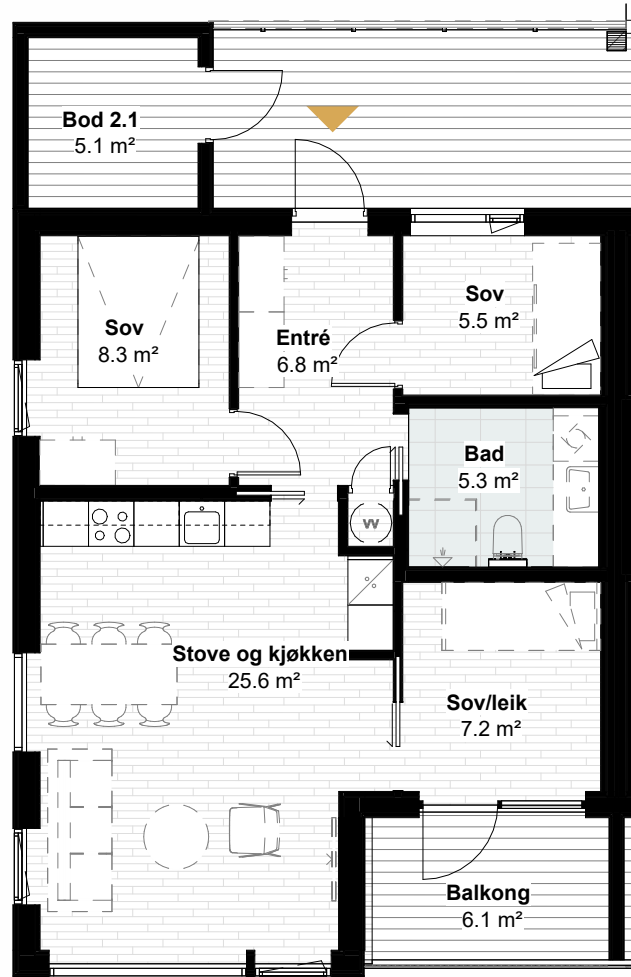 Bod 2.1
5.1 m²
Sov
8.3 m²
Entré
6.8 m²
Sov
5.5 m²
Bad
5.3 m²
VV
Stove og kjøkken
25.6 m²
Sov/leik
7.2 m²
Balkong
6.1 m²